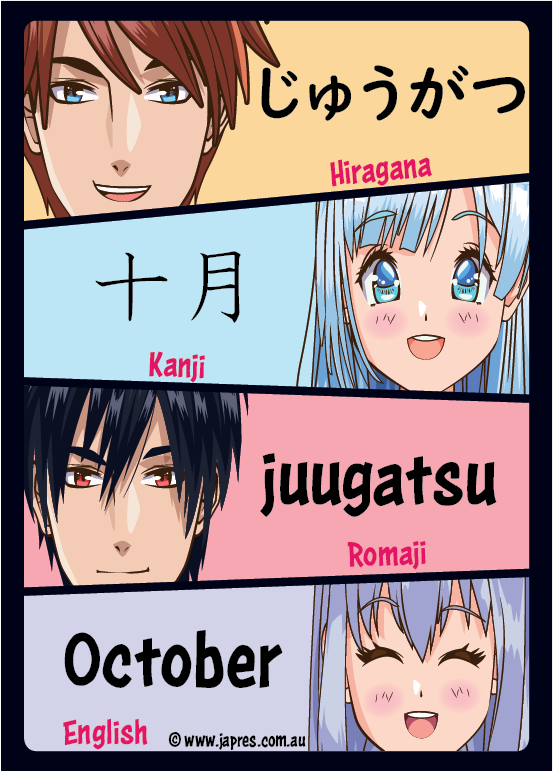 じゅうがつ
Hiragana
十月
Kanji
juugatsu
Romaji
October
English
© www.japres.com.au